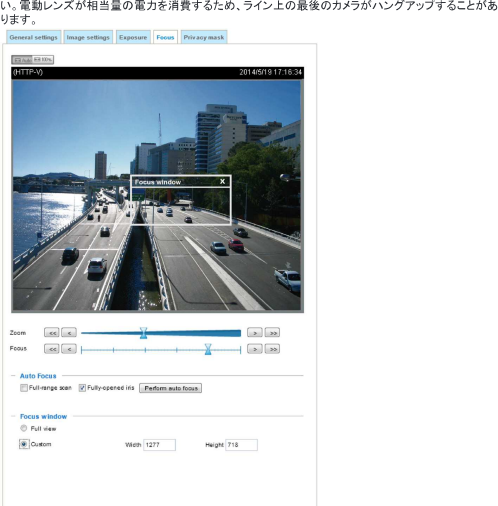 い。電動レンズが相当量の電力を消費するため、ライン上の最後のカメラがハングアップすることがあ
ります。
General settings Image settings Exposure Focus Privacy mask
100%
(HTTP-V) 2014/5/19 17:16:34
Focus window X
Zoom << < > >>
Focus << < > >>
Auto Focus
Full-range scan Fully-opened iris Perform auto focus
Focus window
Full view
Custom Width 1277 Height 718